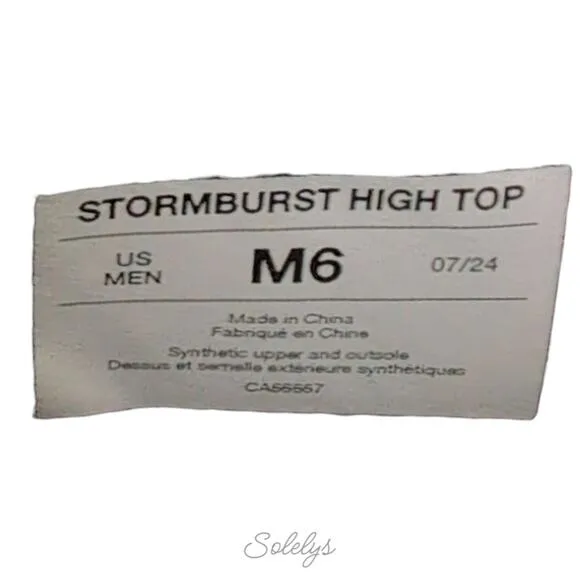 STORMBURST HIGH TOP
US
MEN
M6
07/24
Made in China
Fabriqué en Chine
Synthetic upper and outsole
Dessus et semelle extérieure synthétiques
CA56667
Solelys